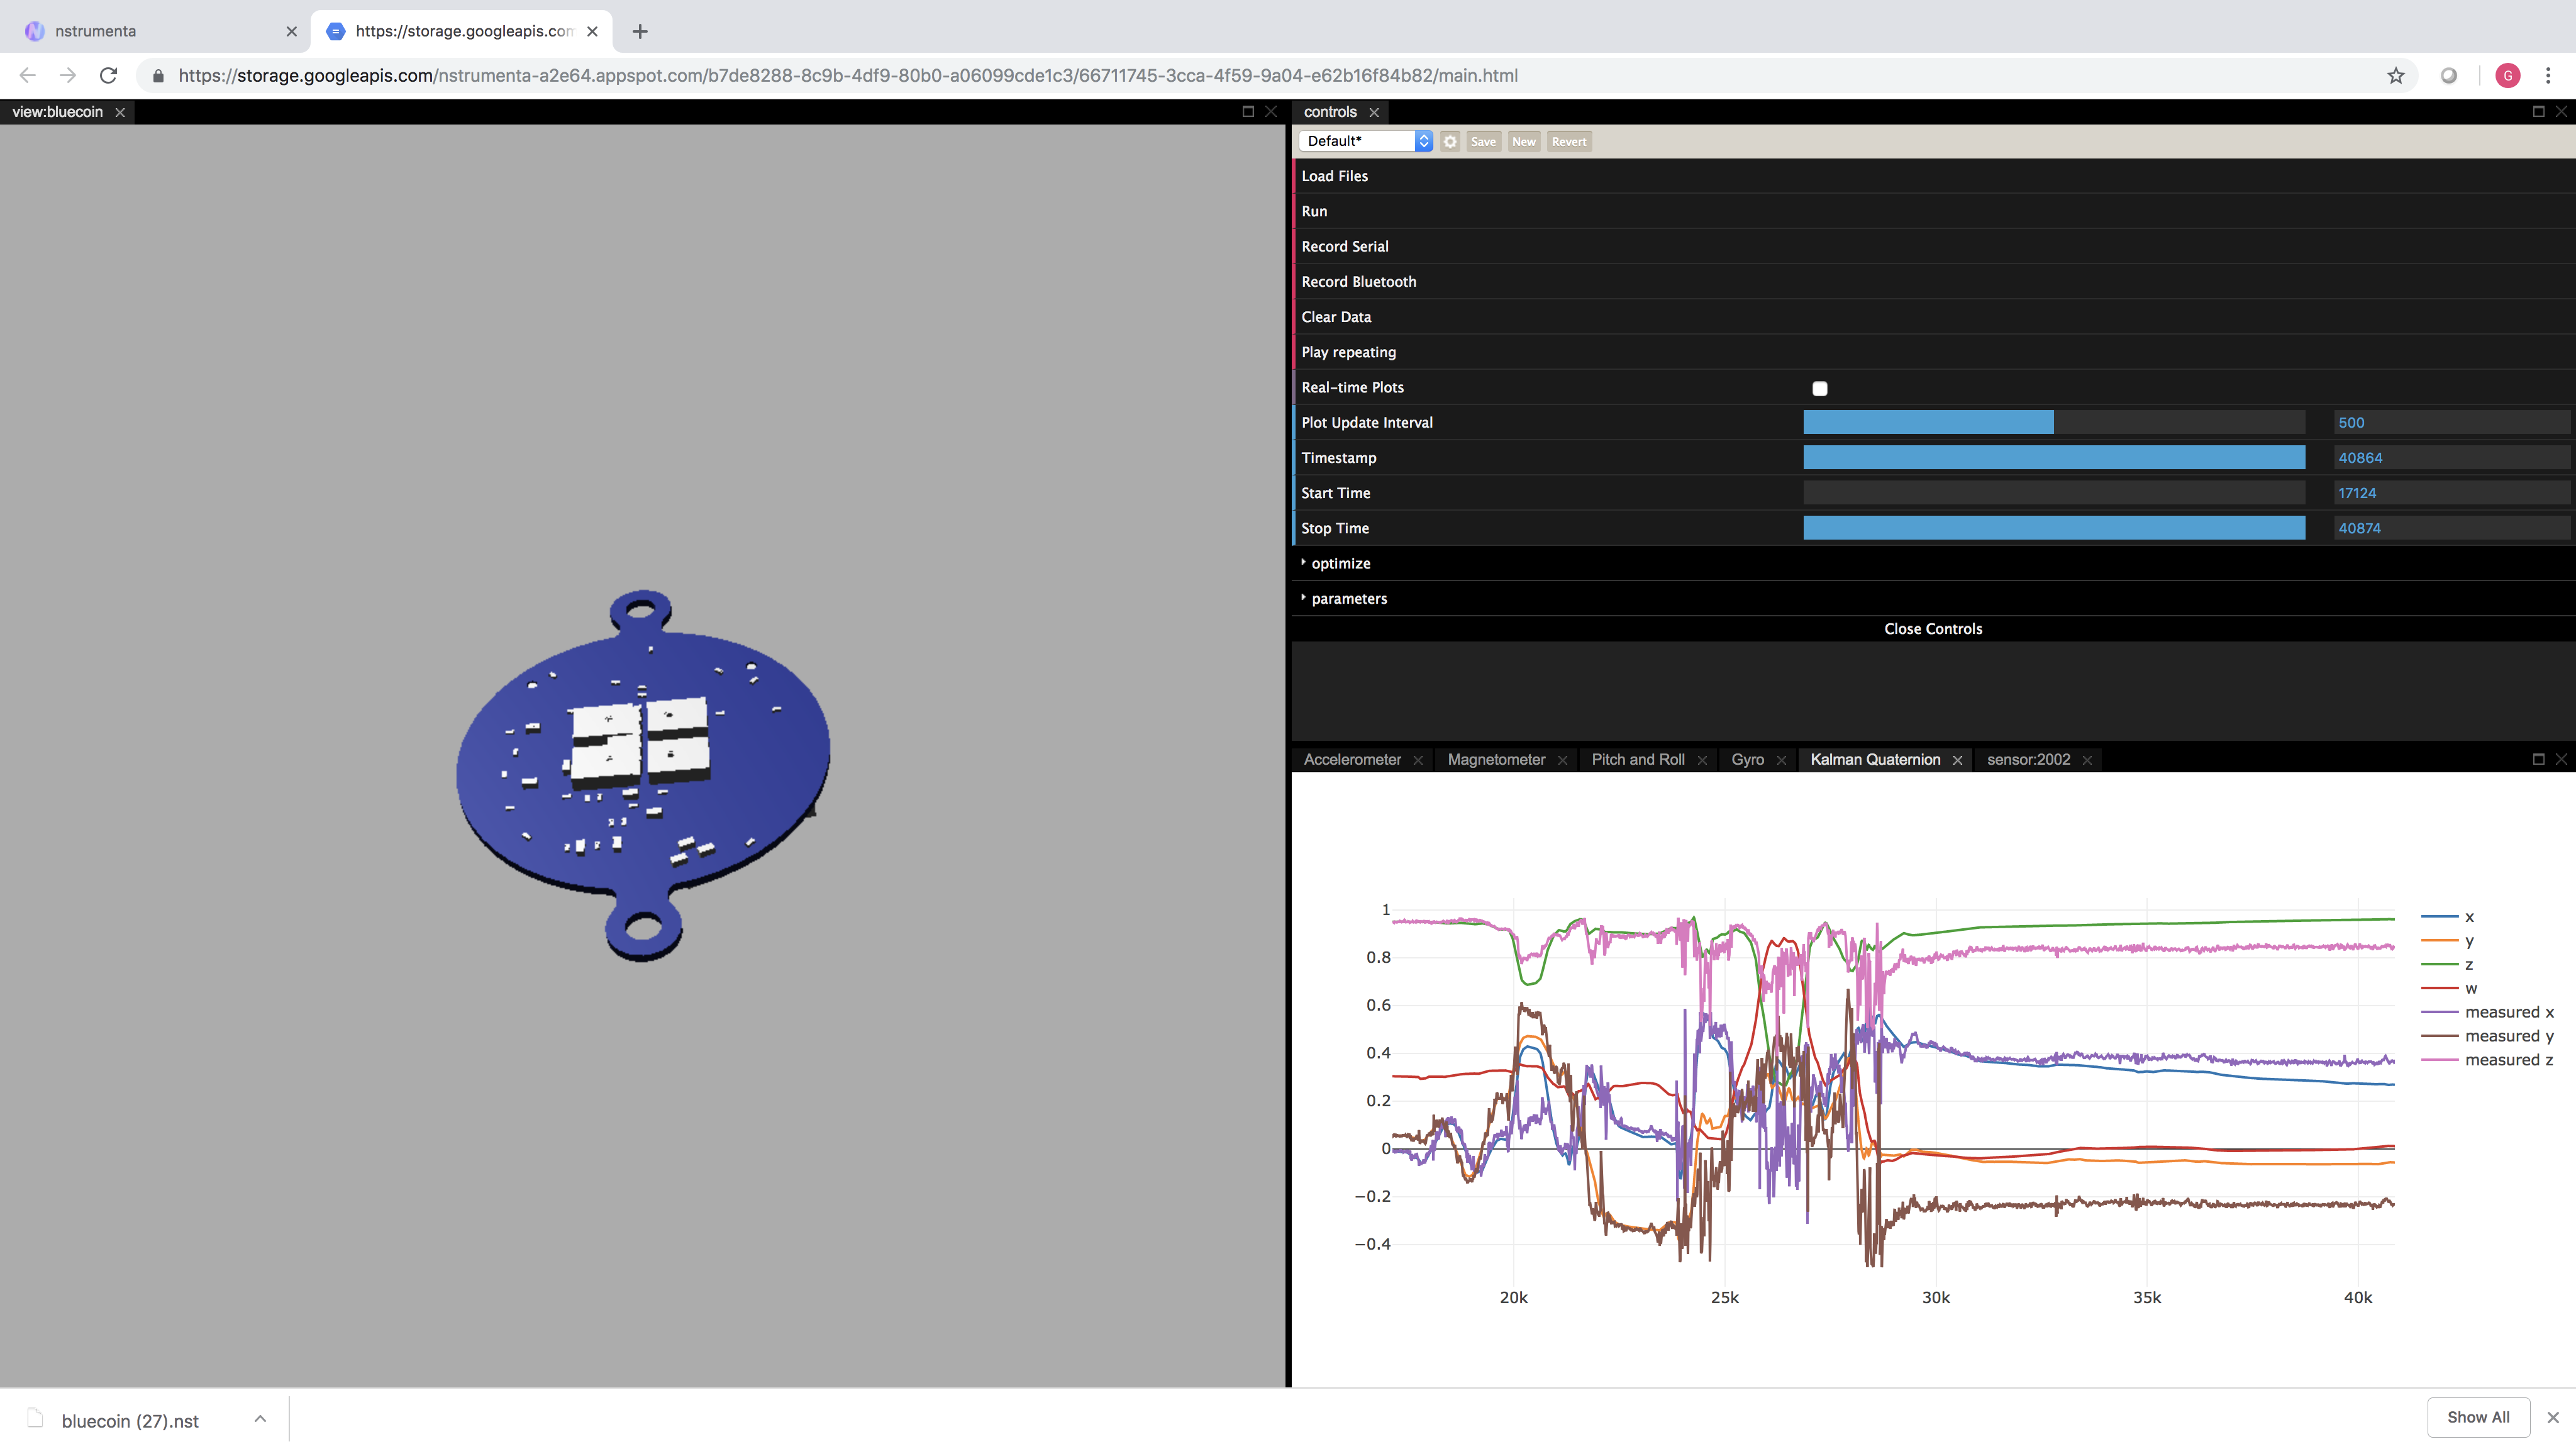 nstrumenta
https://storage.googleapis.com
https://storage.googleapis.com/nstrumenta-a2e64.appspot.com/b7de8288-8c9b-4df9-80b0-a06099cde1c3/66711745-3cca-4f59-9a04-e62b16f84b82/main.html
G
view:bluecoin
controls
Default*
Save New Revert
Load Files
Run
Record Serial
Record Bluetooth
Clear Data
Play repeating
Real-time Plots
Plot Update Interval 500
Timestamp 40864
Start Time 17124
Stop Time 40874
optimize
parameters
Close Controls
Accelerometer Magnetometer Pitch and Roll Gyro Kalman Quaternion sensor:2002
1
0.8
0.6
0.4
0.2
0
−0.2
−0.4
20k 25k 30k 35k 40k
x
y
z
w
measured x
measured y
measured z
bluecoin (27).nst
Show All